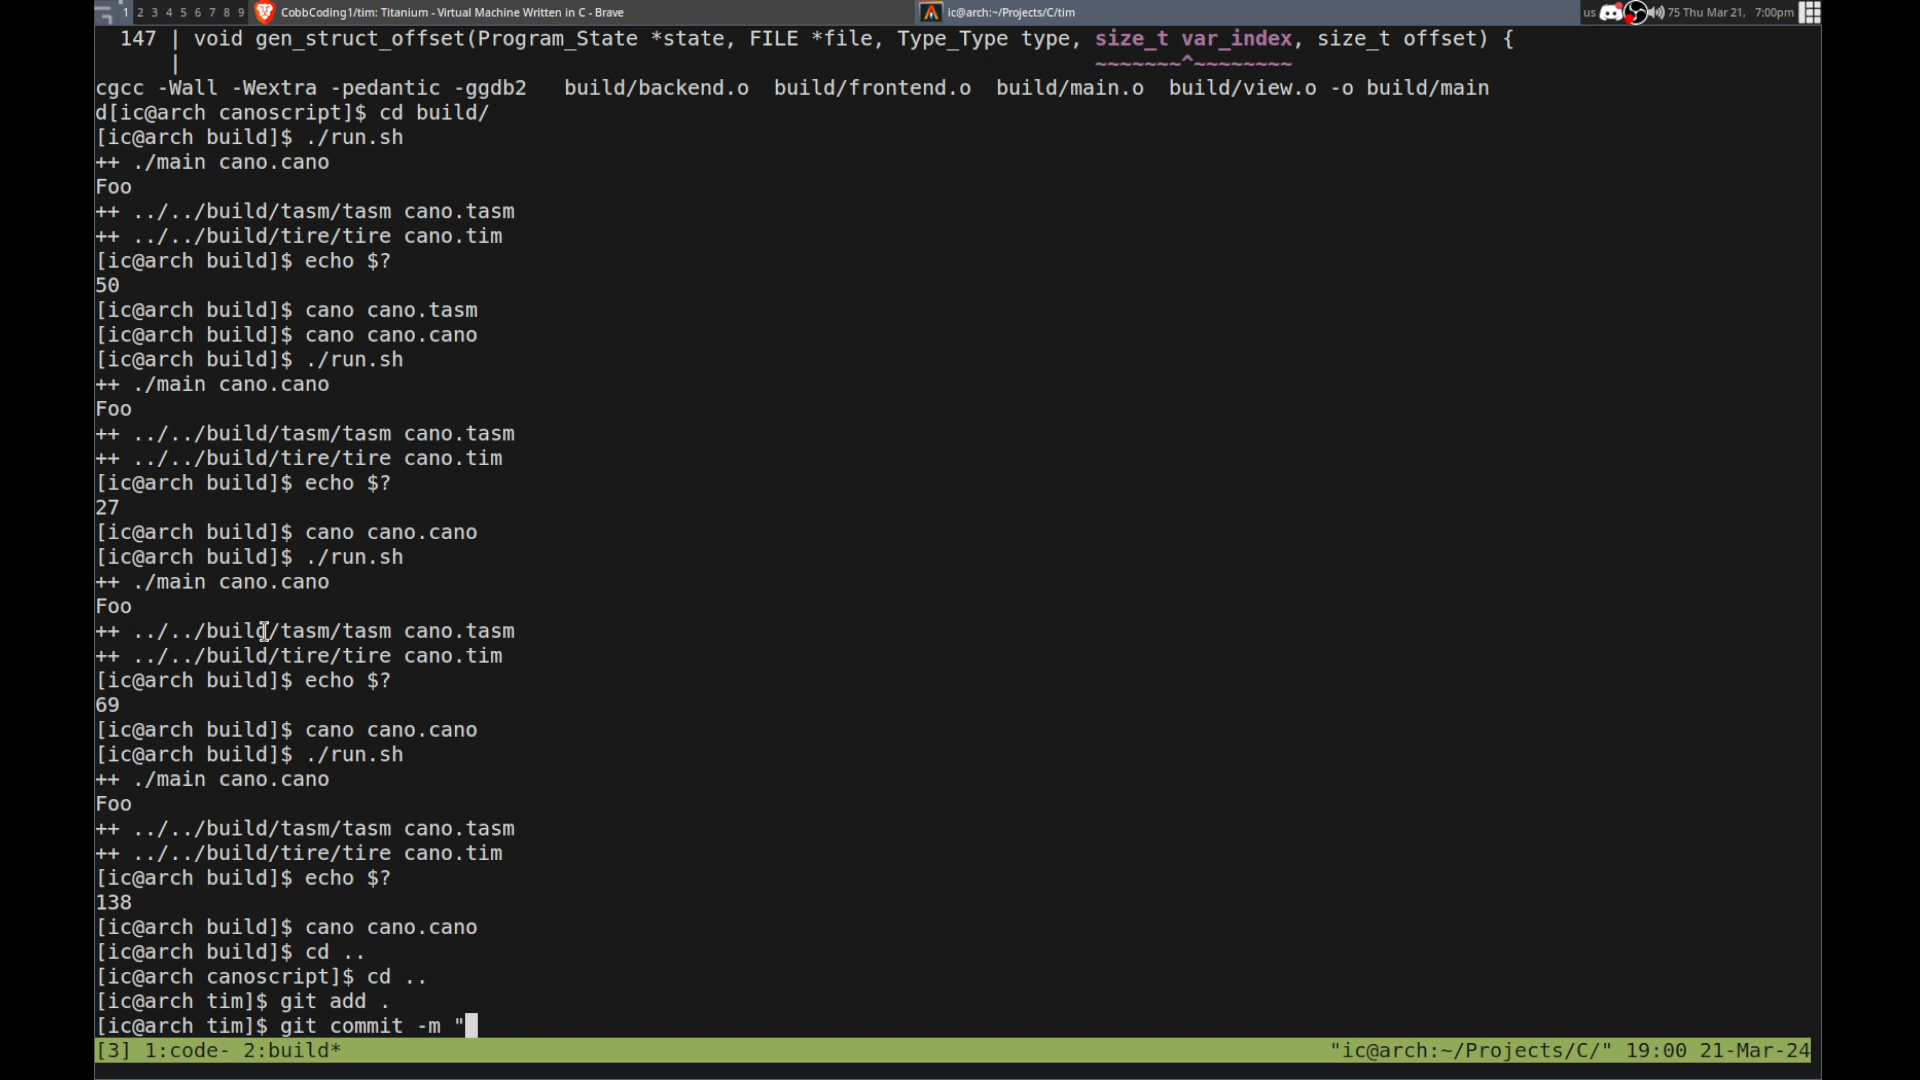 1 2 3 4 5 6 7 8 9 CobbCoding1/tim: Titanium - Virtual Machine Written in C - Brave ic@arch:~/Projects/C/tim us 75 Thu Mar 21, 7:00pm
147 | void gen_struct_offset(Program_State *state, FILE *file, Type_Type type, size_t var_index, size_t offset) {
| ~~~~~~~^~~~~~~~~
cgcc -Wall -Wextra -pedantic -ggdb2 build/backend.o build/frontend.o build/main.o build/view.o -o build/main
d[ic@arch canoscript]$ cd build/
[ic@arch build]$ ./run.sh
++ ./main cano.cano
Foo
++ ../../build/tasm/tasm cano.tasm
++ ../../build/tire/tire cano.tim
[ic@arch build]$ echo $?
50
[ic@arch build]$ cano cano.tasm
[ic@arch build]$ cano cano.cano
[ic@arch build]$ ./run.sh
++ ./main cano.cano
Foo
++ ../../build/tasm/tasm cano.tasm
++ ../../build/tire/tire cano.tim
[ic@arch build]$ echo $?
27
[ic@arch build]$ cano cano.cano
[ic@arch build]$ ./run.sh
++ ./main cano.cano
Foo
++ ../../build/tasm/tasm cano.tasm
++ ../../build/tire/tire cano.tim
[ic@arch build]$ echo $?
69
[ic@arch build]$ cano cano.cano
[ic@arch build]$ ./run.sh
++ ./main cano.cano
Foo
++ ../../build/tasm/tasm cano.tasm
++ ../../build/tire/tire cano.tim
[ic@arch build]$ echo $?
138
[ic@arch build]$ cano cano.cano
[ic@arch build]$ cd ..
[ic@arch canoscript]$ cd ..
[ic@arch tim]$ git add .
[ic@arch tim]$ git commit -m "
[3] 1:code- 2:build* "ic@arch:~/Projects/C/" 19:00 21-Mar-24